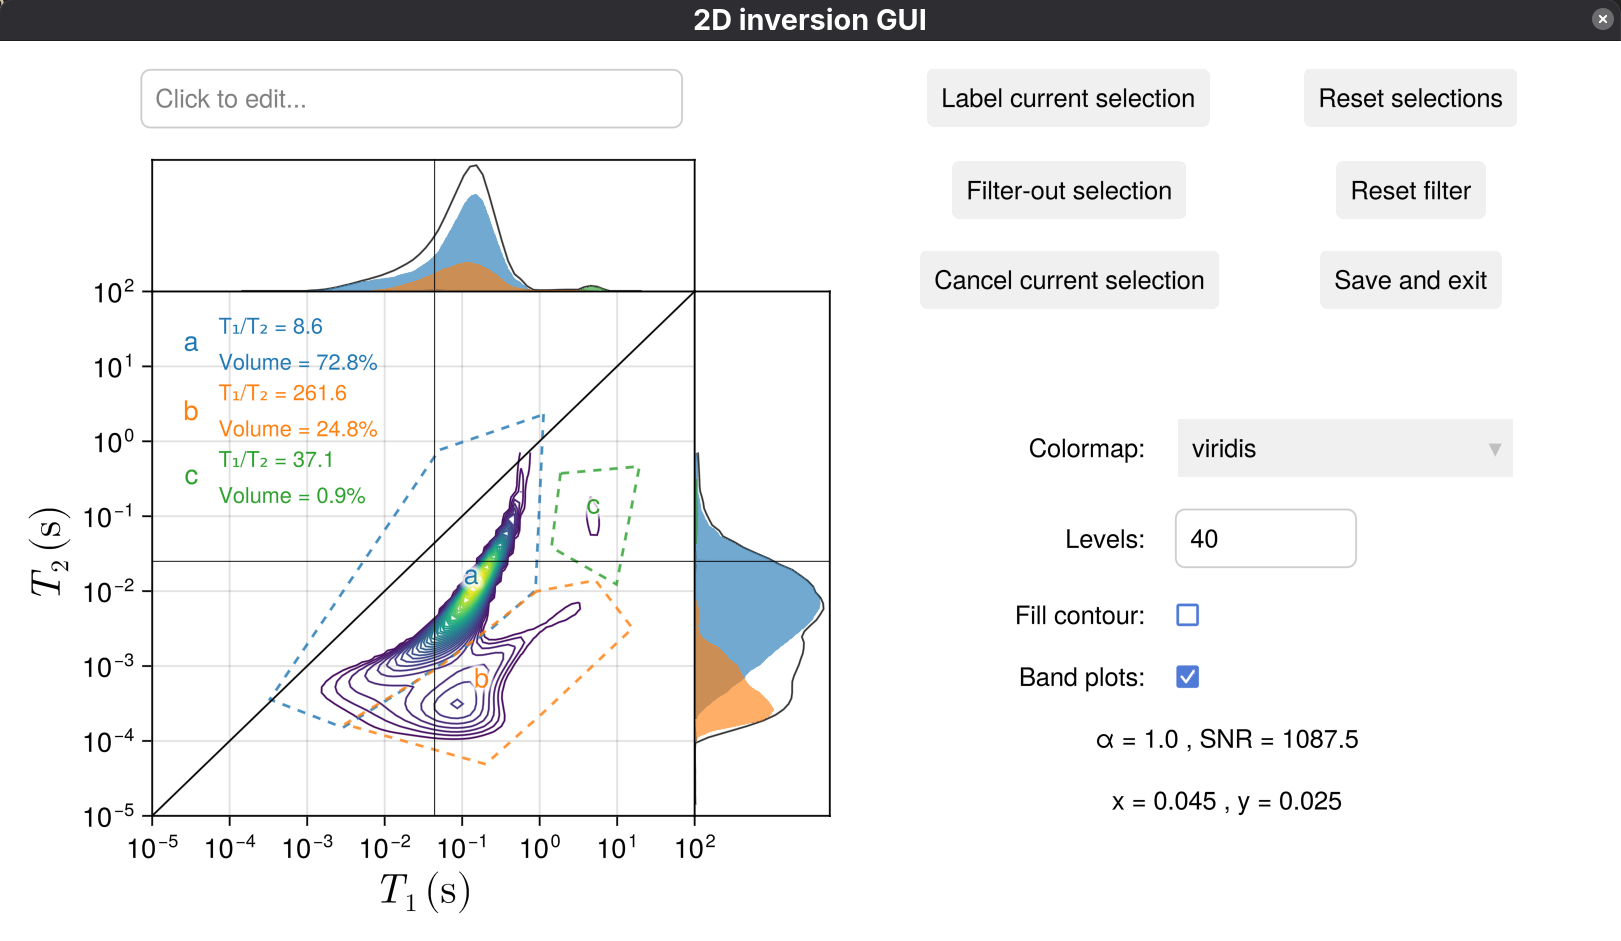 2D inversion GUI
Click to edit...
Label current selection
Reset selections
Filter-out selection
Reset filter
Cancel current selection
Save and exit
10²
10¹
10⁰
10⁻¹
10⁻²
10⁻³
10⁻⁴
10⁻⁵
T₂ (s)
a
T₁/T₂ = 8.6
Volume = 72.8%
b
T₁/T₂ = 261.6
Volume = 24.8%
c
T₁/T₂ = 37.1
Volume = 0.9%
c
a
b
10⁻⁵ 10⁻⁴ 10⁻³ 10⁻² 10⁻¹ 10⁰ 10¹ 10²
T₁ (s)
Colormap: viridis
Levels: 40
Fill contour:
Band plots:
α = 1.0 , SNR = 1087.5
x = 0.045 , y = 0.025